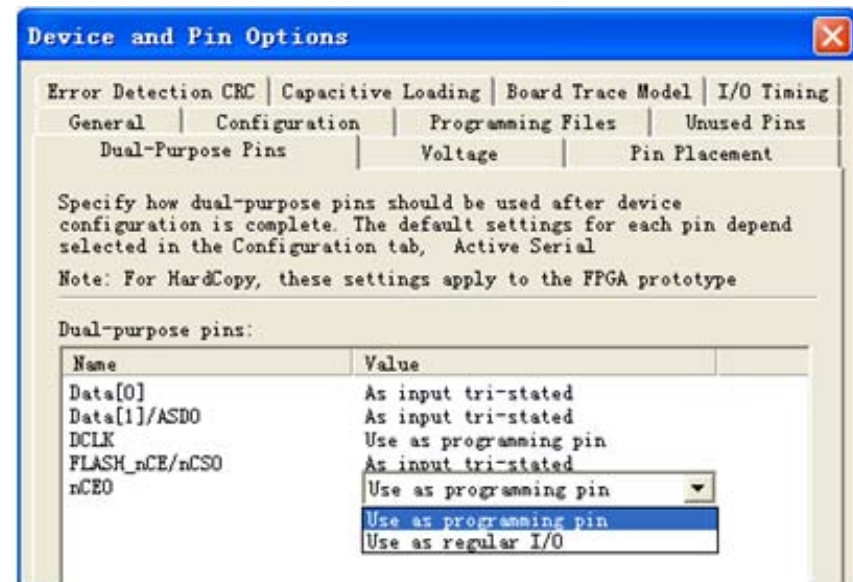 Device and Pin Options
Error Detection CRC Capacitive Loading Board Trace Model I/O Timing
General Configuration Programming Files Unused Pins
Dual-Purpose Pins Voltage Pin Placement
Specify how dual-purpose pins should be used after device
configuration is complete. The default settings for each pin depend
selected in the Configuration tab, Active Serial
Note: For HardCopy, these settings apply to the FPGA prototype
Dual-purpose pins:
Name Value
Data[0] As input tri-stated
Data[1]/ASDO As input tri-stated
DCLK Use as programming pin
FLASH_nCE/nCSO As input tri-stated
nCEO Use as programming pin
Use as programming pin
Use as regular I/O